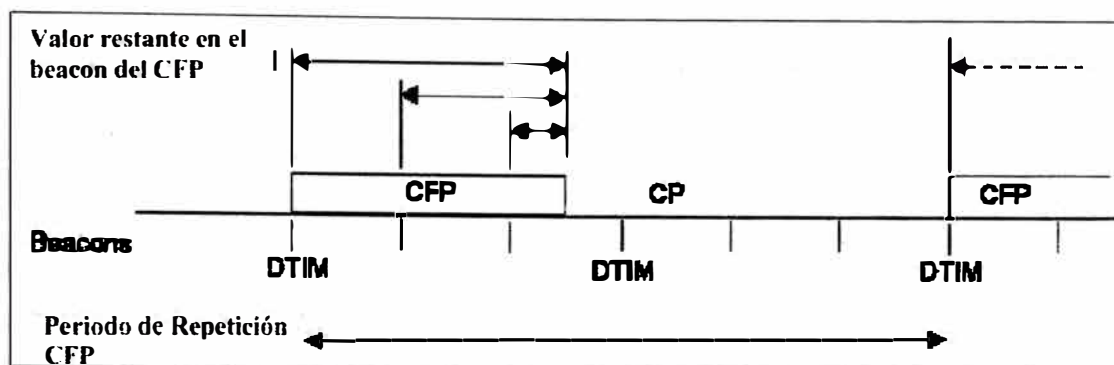 Valor restante en el
beacon del CFP
CFP
CP
CFP
Beacons
DTIM
DTIM
DTIM
Periodo de Repetición
CFP